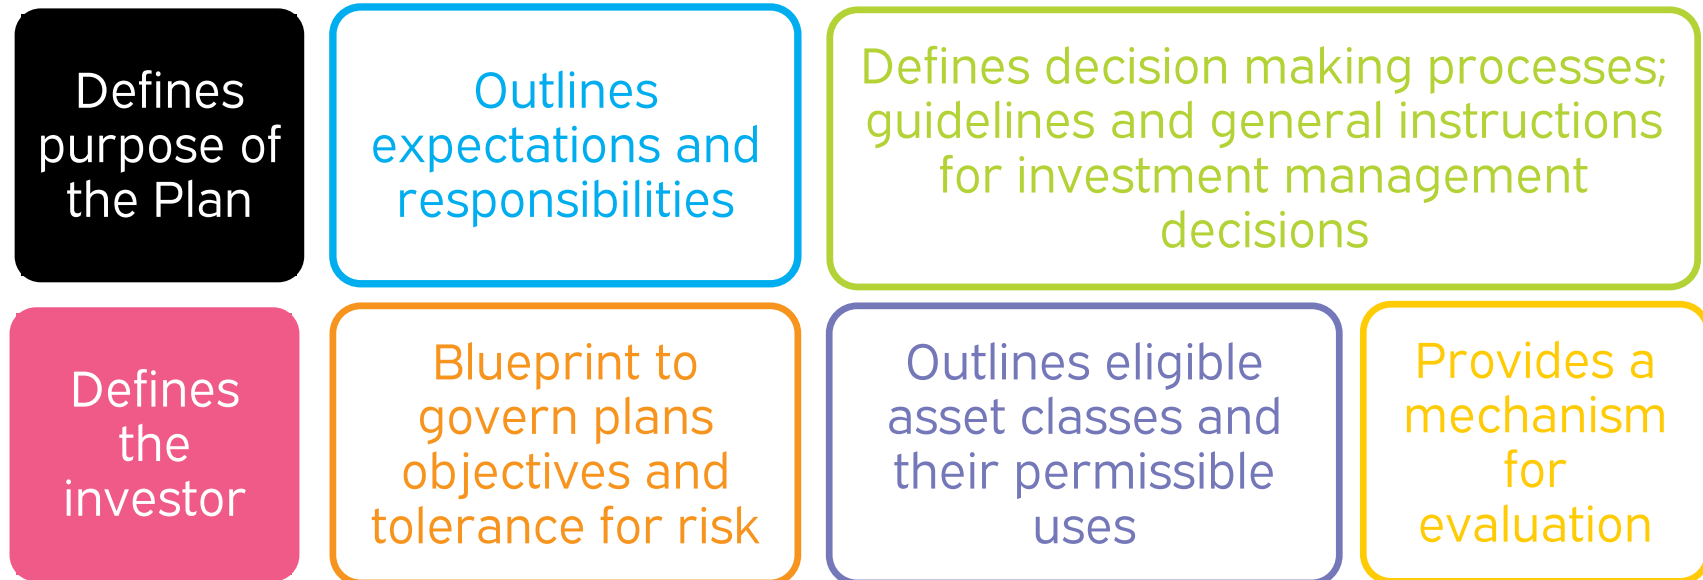 Defines
purpose of
the Plan
Outlines
expectations and
responsibilities
Defines decision making processes;
guidelines and general instructions
for investment management
decisions
Defines
the
investor
Blueprint to
govern plans
objectives and
tolerance for risk
Outlines eligible
asset classes and
their permissible
uses
Provides a
mechanism
for
evaluation